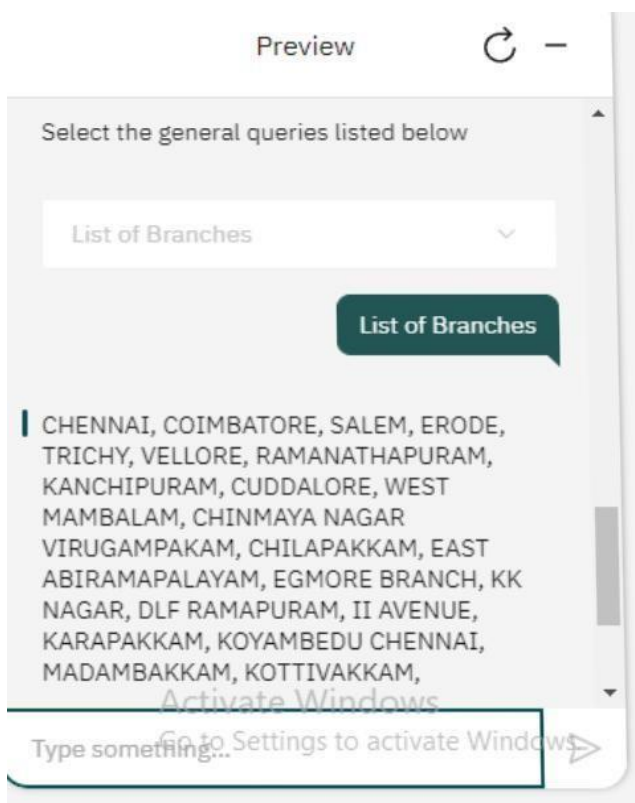 Preview
Select the general queries listed below
List of Branches
List of Branches
CHENNAI, COIMBATORE, SALEM, ERODE,
TRICHY, VELLORE, RAMANATHAPURAM,
KANCHIPURAM, CUDDALORE, WEST
MAMBALAM, CHINMAYA NAGAR
VIRUGAMPAKAM, CHILAPAKKAM, EAST
ABIRAMAPALAYAM, EGMORE BRANCH, KK
NAGAR, DLF RAMAPURAM, II AVENUE,
KARAPAKKAM, KOYAMBEDU CHENNAI,
MADAMBAKKAM, KOTTIVAKKAM,
Activate Windows
Go to Settings to activate Windows.
Type something...